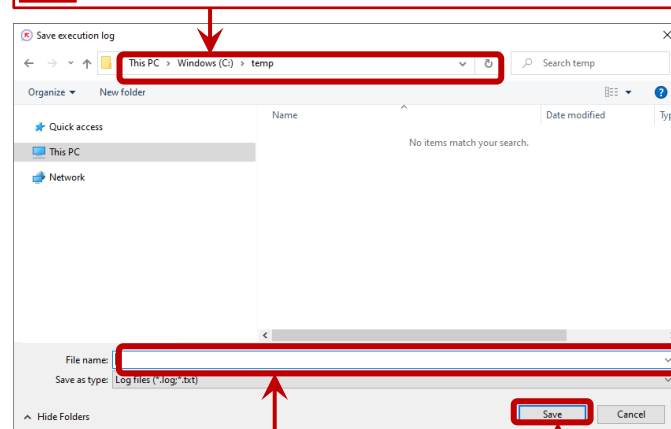 Save execution log
This PC > Windows (C:) > temp
Search temp
Organize
New folder
Name
Date modified
Quick access
No items match your search.
This PC
Network
File name:
Save as type: Log files (*.log;*.txt)
Hide Folders
Save
Cancel